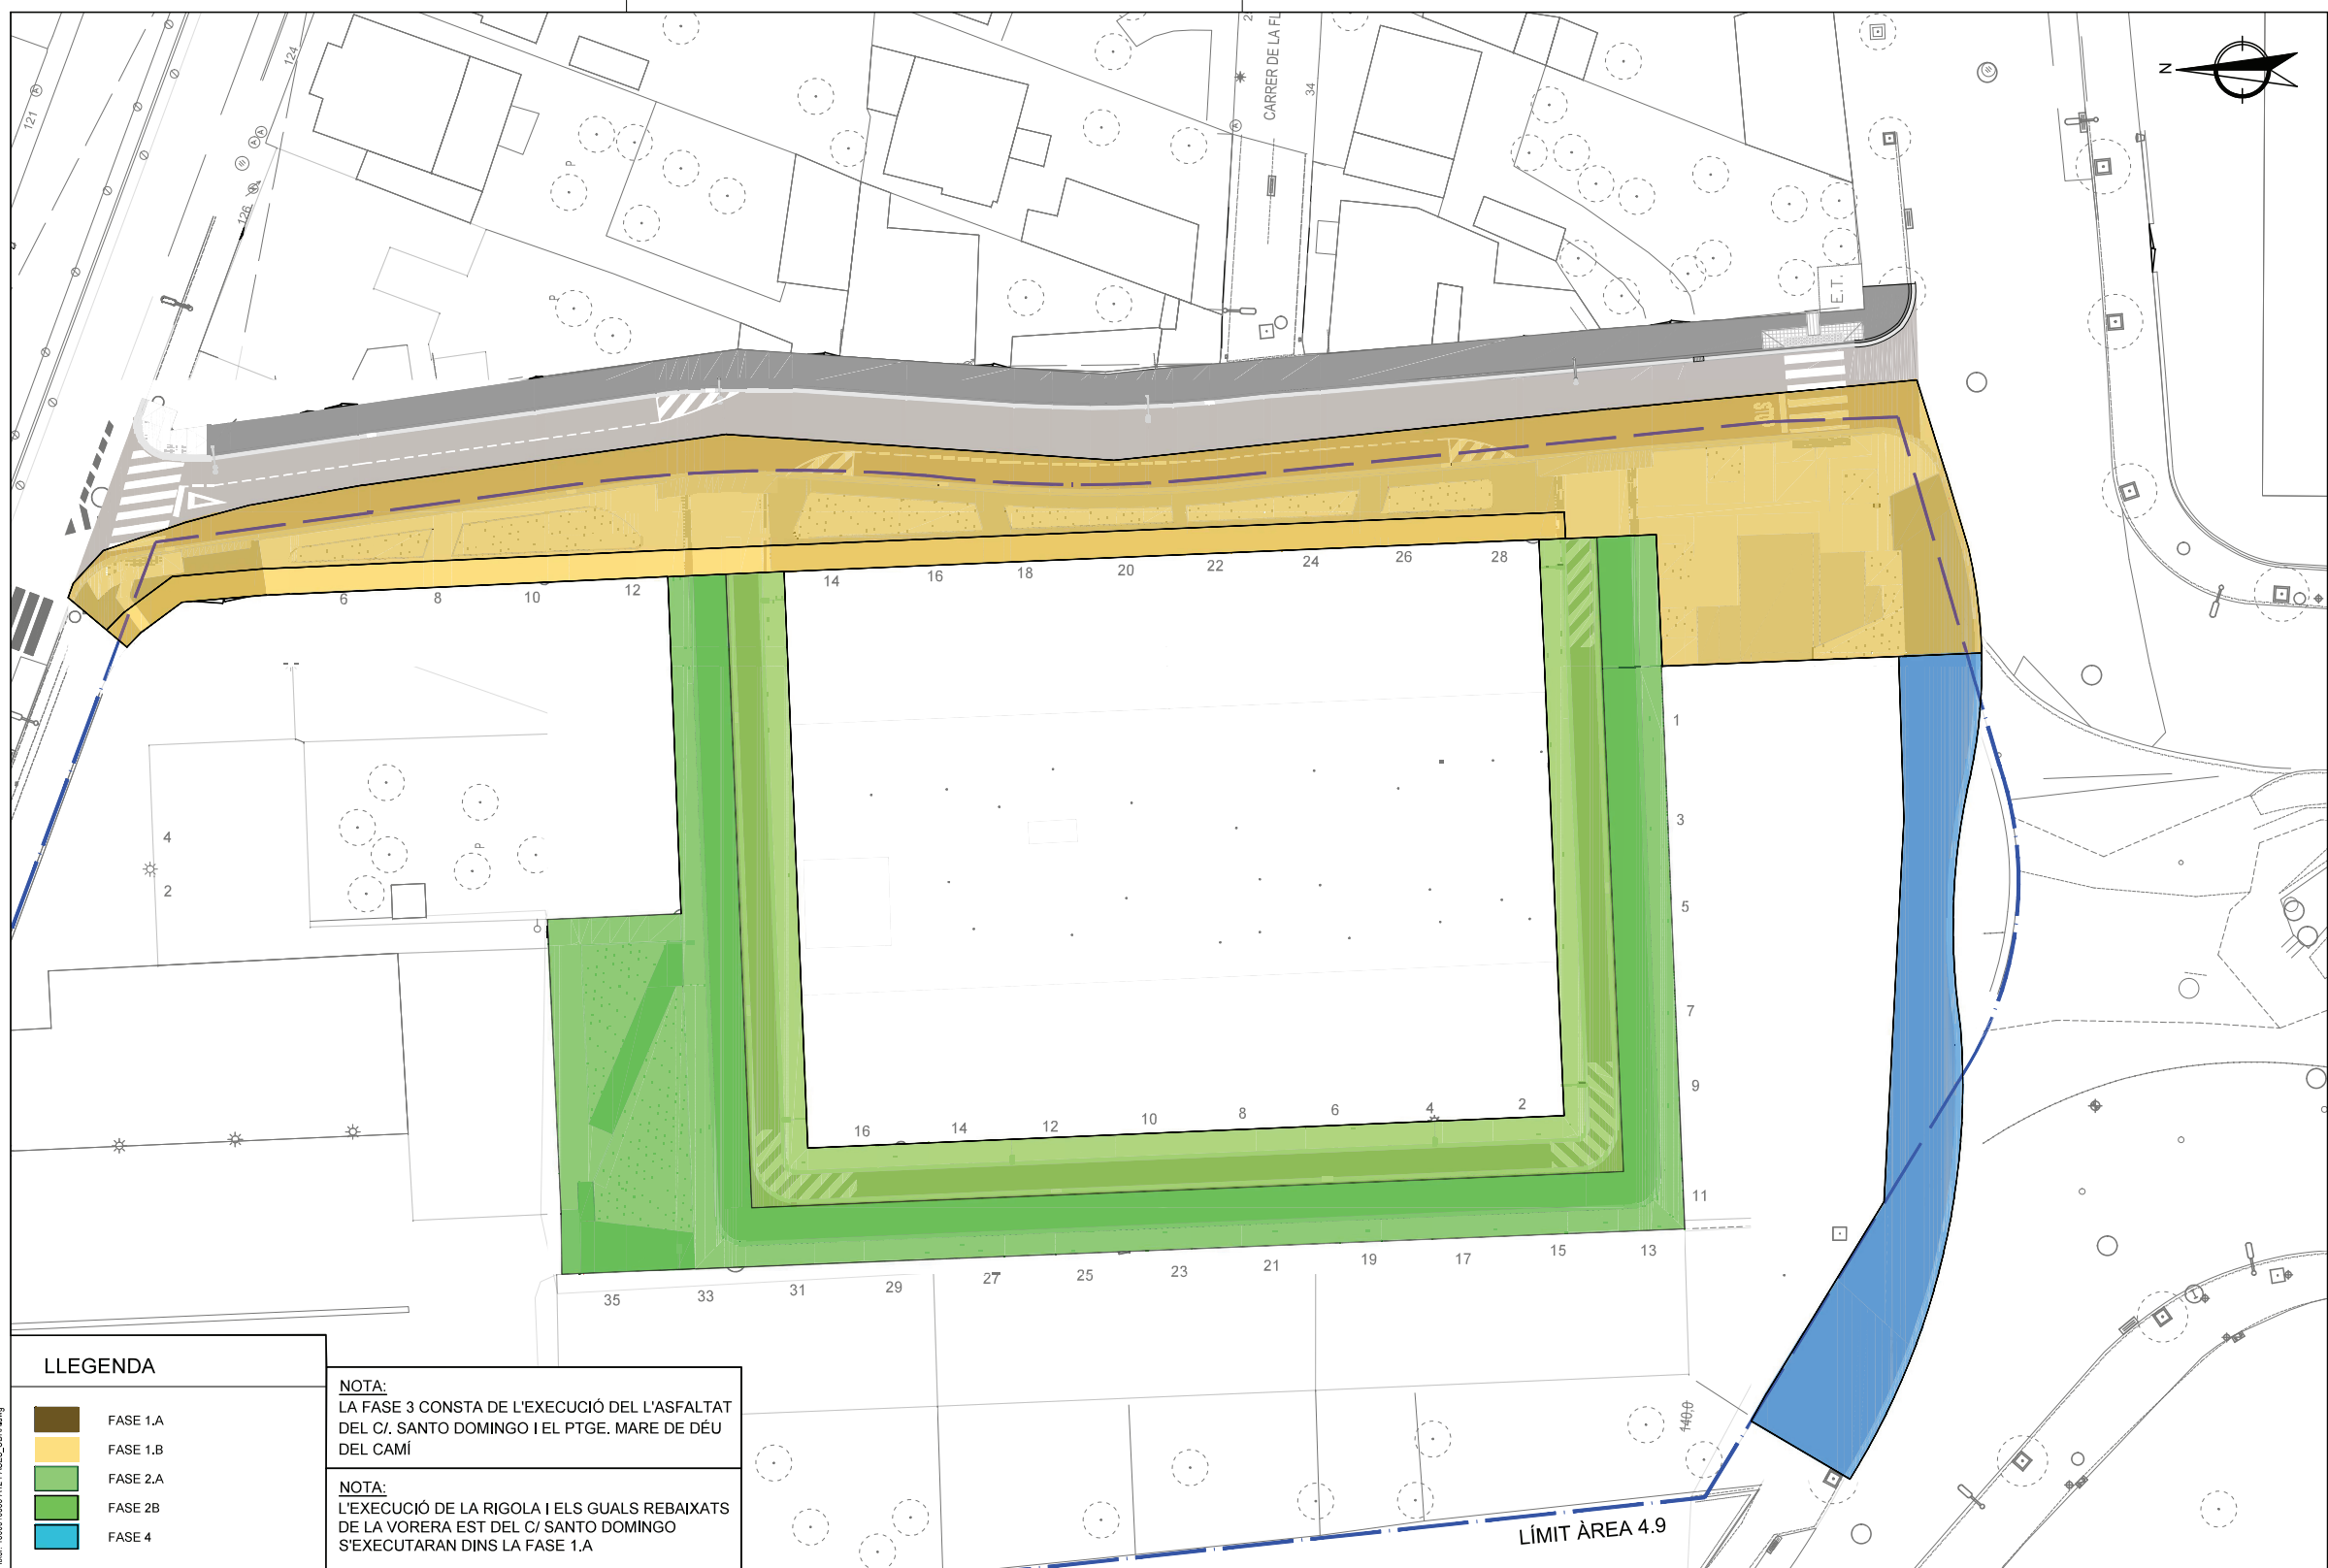 121
124
126
CARRER DE LA FL
34
N
E.T.
STOP
P
P
6
8
10
12
14
16
18
20
22
24
26
28
1
3
5
7
9
11
4
2
P
16
14
12
10
8
6
4
2
35
33
31
29
27
25
23
21
19
17
15
13
140,0
LÍMIT ÀREA 4.9
LLEGENDA
FASE 1.A
FASE 1.B
FASE 2.A
FASE 2B
FASE 4
NOTA:
LA FASE 3 CONSTA DE L'EXECUCIÓ DEL L'ASFALTAT
DEL C/. SANTO DOMINGO I EL PTGE. MARE DE DÉU
DEL CAMÍ
NOTA:
L'EXECUCIÓ DE LA RIGOLA I ELS GUALS REBAIXATS
DE LA VORERA EST DEL C/ SANTO DOMINGO
S'EXECUTARAN DINS LA FASE 1.A